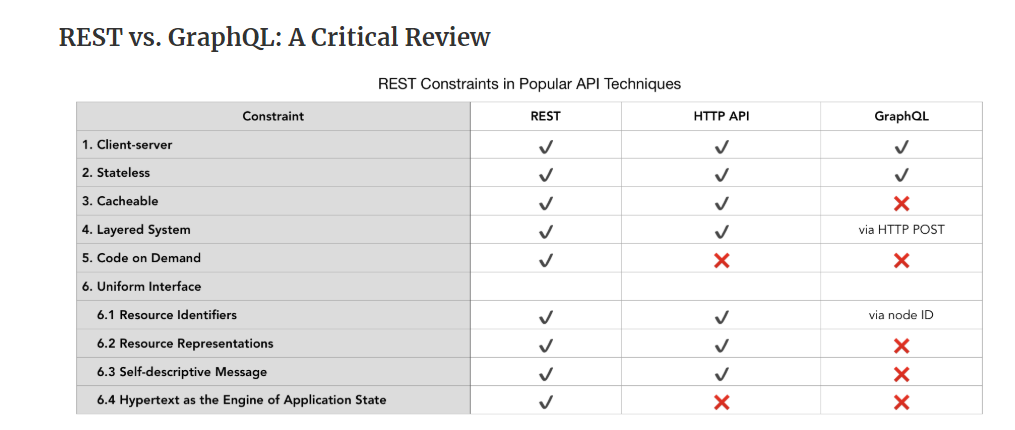 REST vs. GraphQL: A Critical Review
REST Constraints in Popular API Techniques
Constraint REST HTTP API GraphQL
1. Client-server ✓ ✓ ✓
2. Stateless ✓ ✓ ✓
3. Cacheable ✓ ✓ ✗
4. Layered System ✓ ✓ via HTTP POST
5. Code on Demand ✓ ✗ ✗
6. Uniform Interface
6.1 Resource Identifiers ✓ ✓ via node ID
6.2 Resource Representations ✓ ✓ ✗
6.3 Self-descriptive Message ✓ ✓ ✗
6.4 Hypertext as the Engine of Application State ✓ ✗ ✗